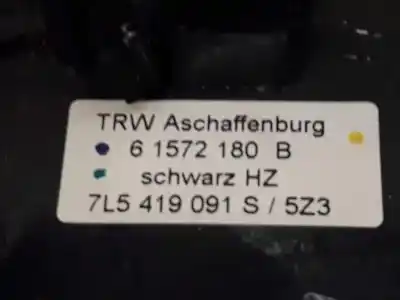 TRW Aschaffenburg
6 1572 180 B
schwarz HZ
7L5 419 091 S / 5Z3